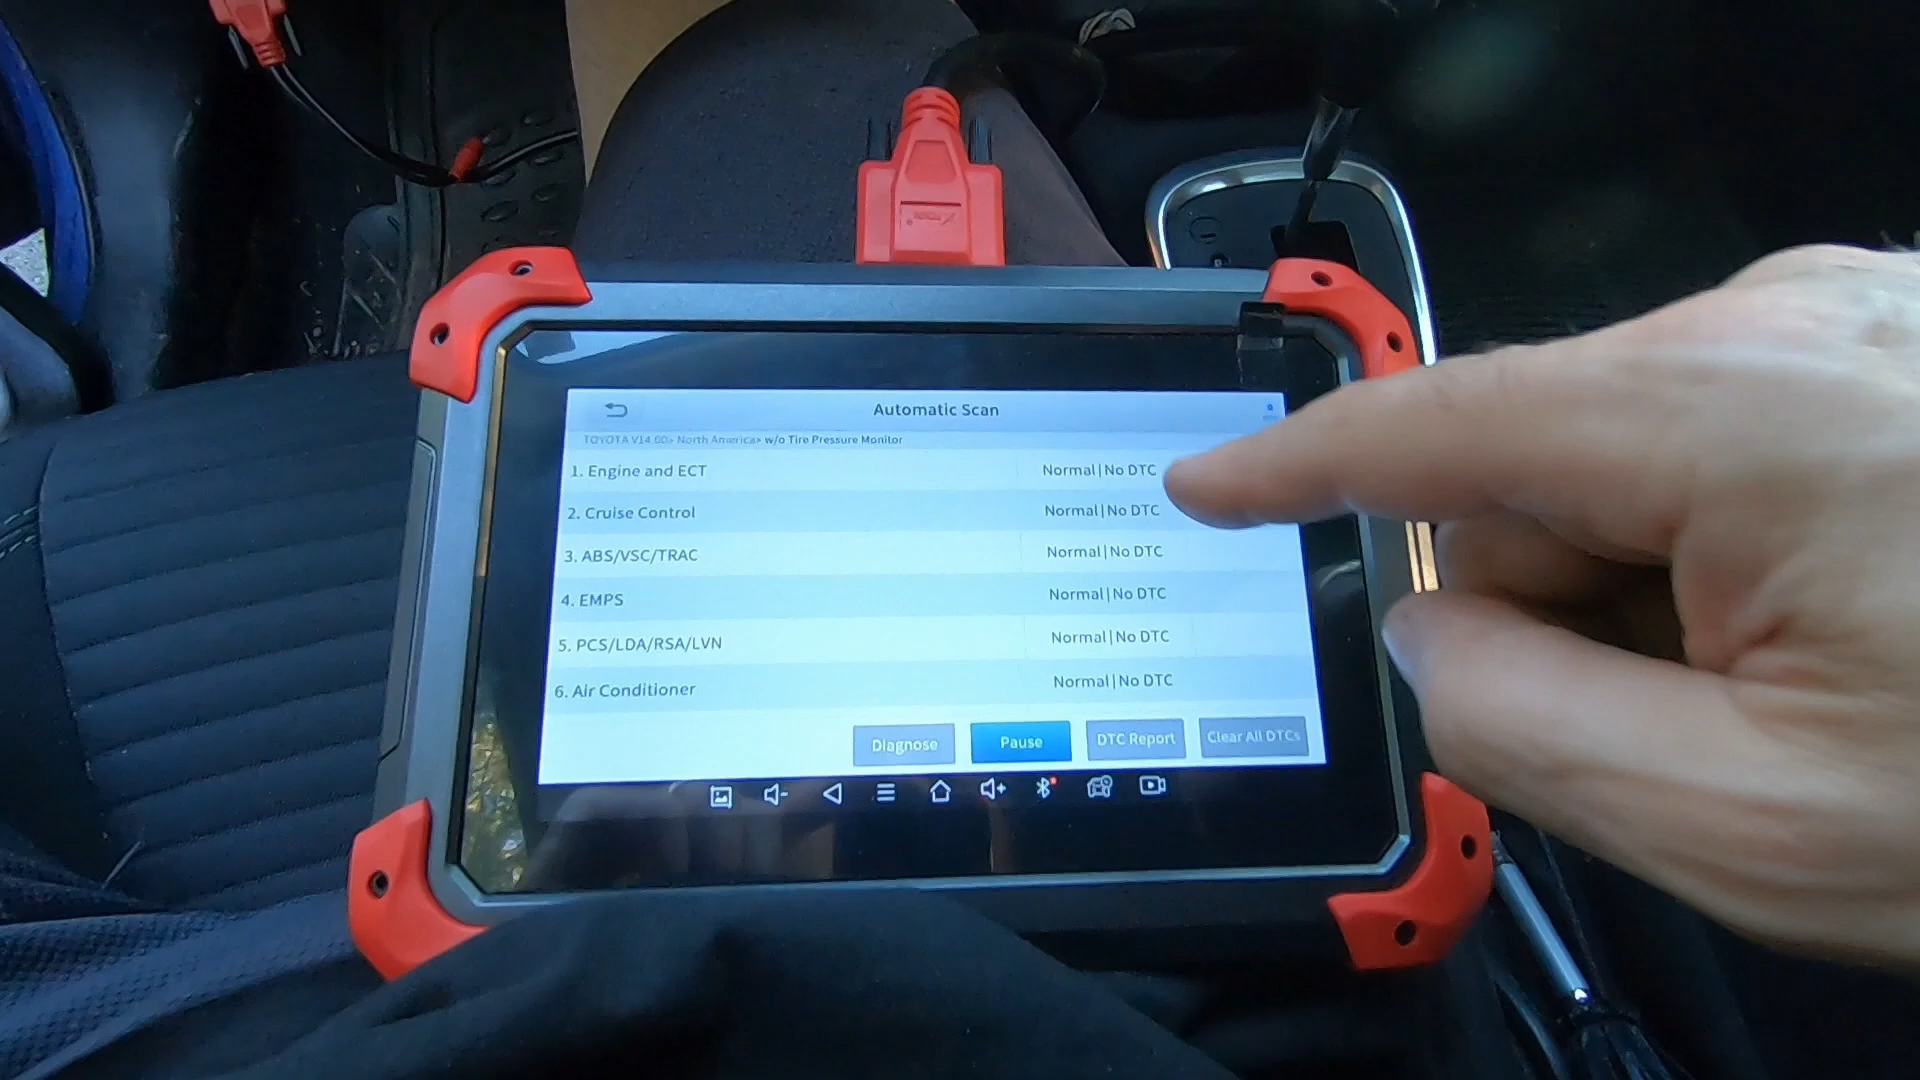 Automatic Scan
TOYOTA V14.60> North America> w/o Tire Pressure Monitor
1. Engine and ECT Normal|No DTC
2. Cruise Control Normal|No DTC
3. ABS/VSC/TRAC Normal|No DTC
4. EMPS Normal|No DTC
5. PCS/LDA/RSA/LVN Normal|No DTC
6. Air Conditioner Normal|No DTC
Diagnose Pause DTC Report Clear All DTCs